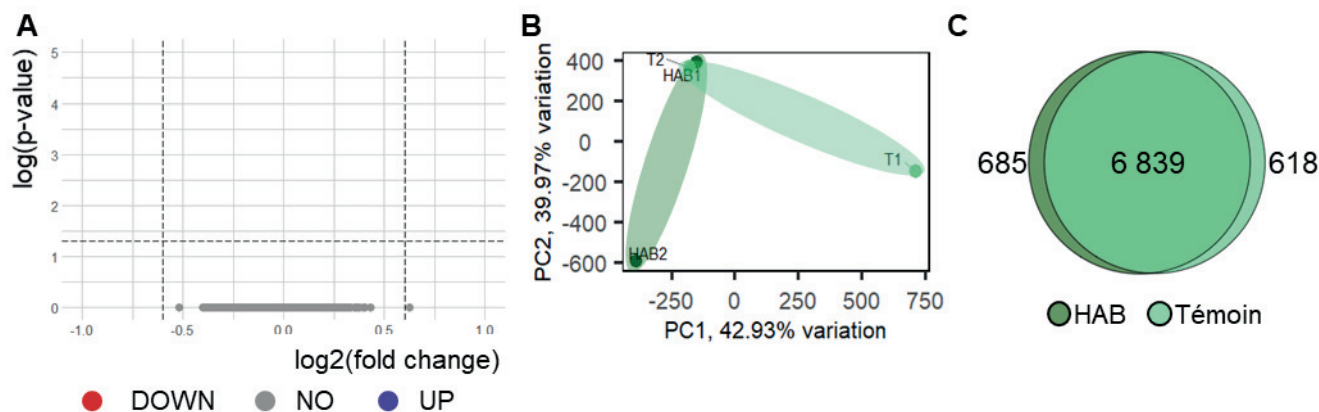 A
log(p-value)
5
4
3
2
1
0
-1.0
-0.5
0 0
0.5
1.0
log2(fold change)
DOWN
NO
UP
B
PC2, 39.97% variation
400
200
0
-200
-400
-600
T2
HAB1
T1
HAB2
-250
0
250
500
750
PC1, 42.93% variation
C
685
6 839
618
HAB
Témoin